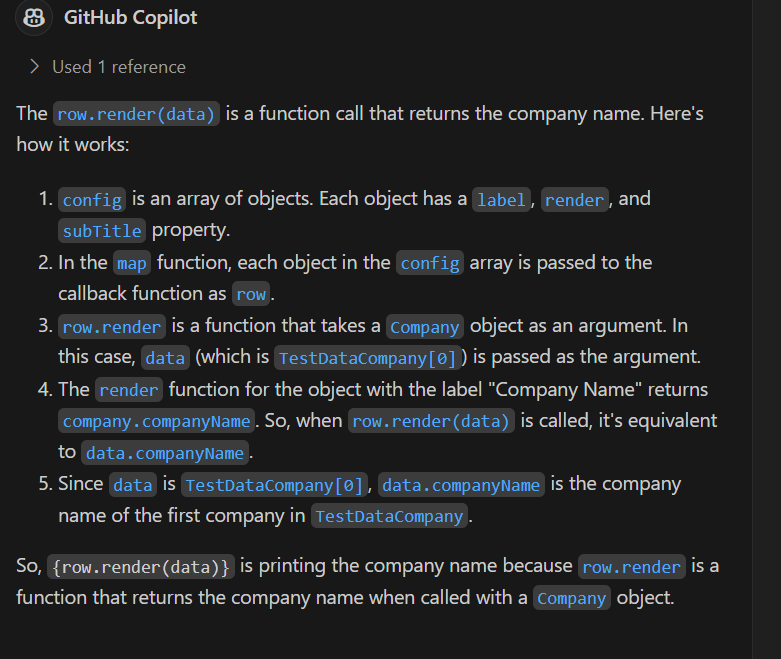 GitHub Copilot
Used 1 reference
The row.render(data) is a function call that returns the company name. Here's
how it works:
1. config is an array of objects. Each object has a label, render, and
subTitle property.
2. In the map function, each object in the config array is passed to the
callback function as row.
3. row.render is a function that takes a Company object as an argument. In
this case, data (which is TestDataCompany[0]) is passed as the argument.
4. The render function for the object with the label "Company Name" returns
company.companyName. So, when row.render(data) is called, it's equivalent
to data.companyName.
5. Since data is TestDataCompany[0], data.companyName is the company
name of the first company in TestDataCompany.
So, {row.render(data)} is printing the company name because row.render is a
function that returns the company name when called with a Company object.